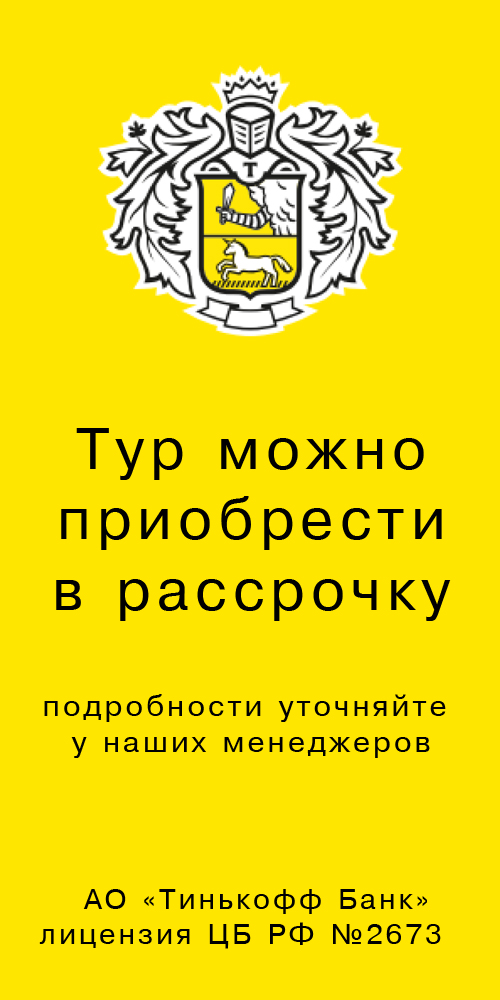 Т
Тур можно
приобрести
в рассрочку
подробности уточняйте
у наших менеджеров
АО «Тинькофф Банк»
лицензия ЦБ РФ №2673